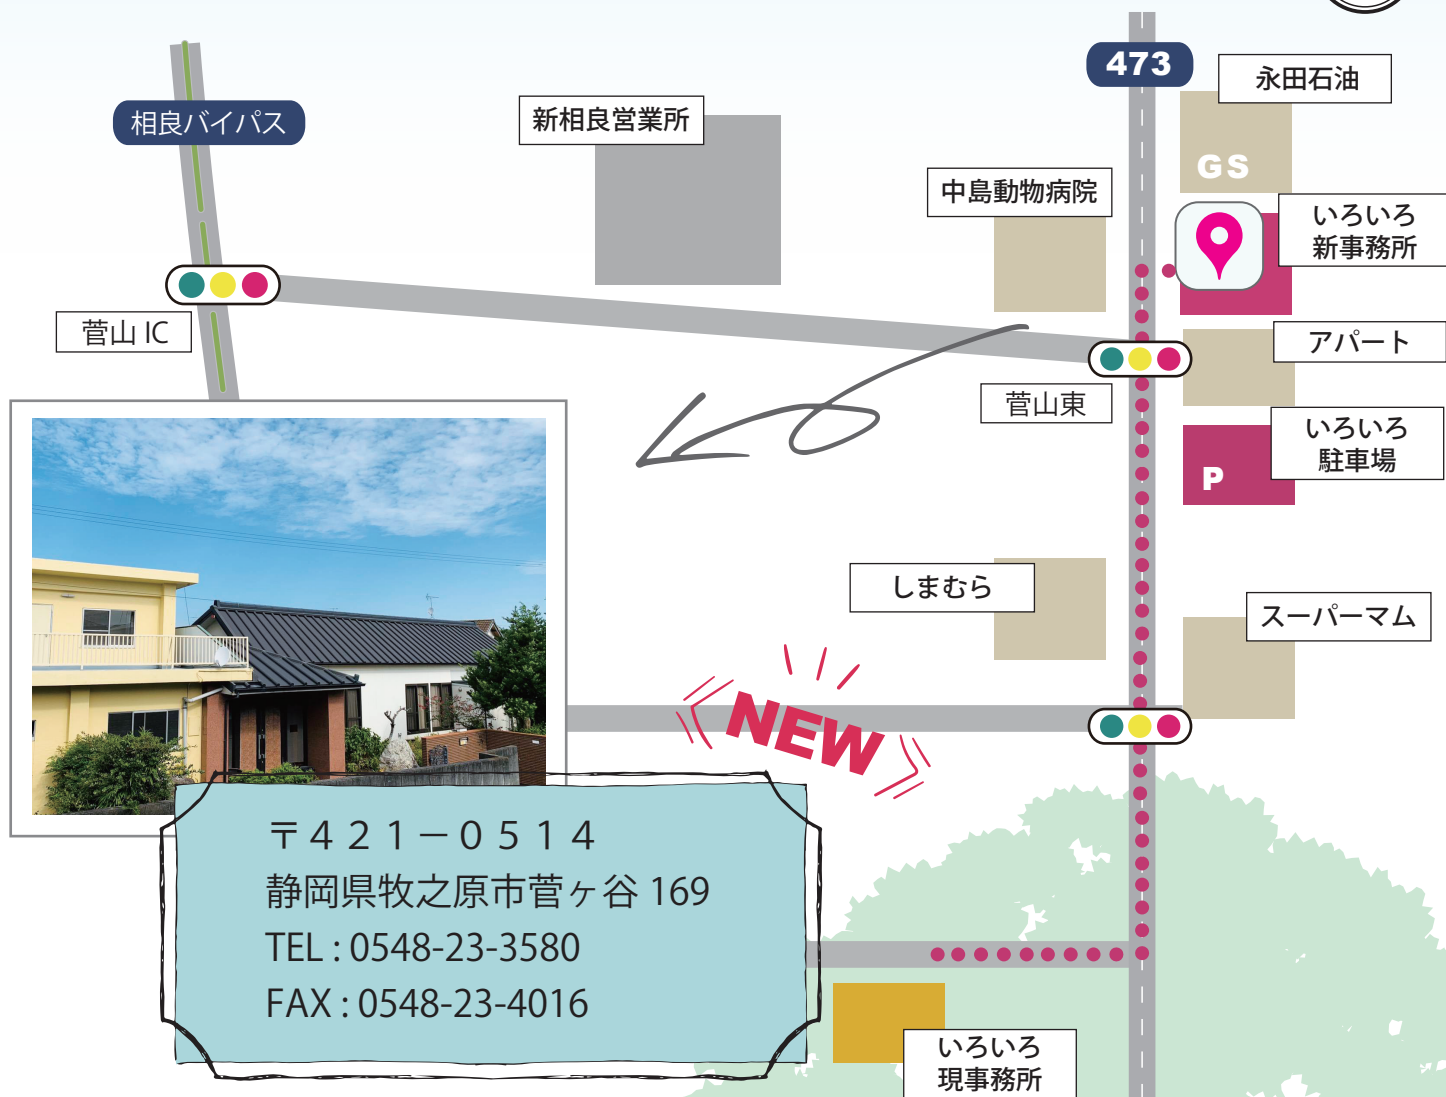 473
永田石油
相良バイパス
新相良営業所
GS
中島動物病院
いろいろ
新事務所
菅山 IC
アパート
菅山東
いろいろ
駐車場
P
しまむら
スーパーマム
NEW
〒421－0514
静岡県牧之原市菅ヶ谷 169
TEL : 0548-23-3580
FAX : 0548-23-4016
いろいろ
現事務所